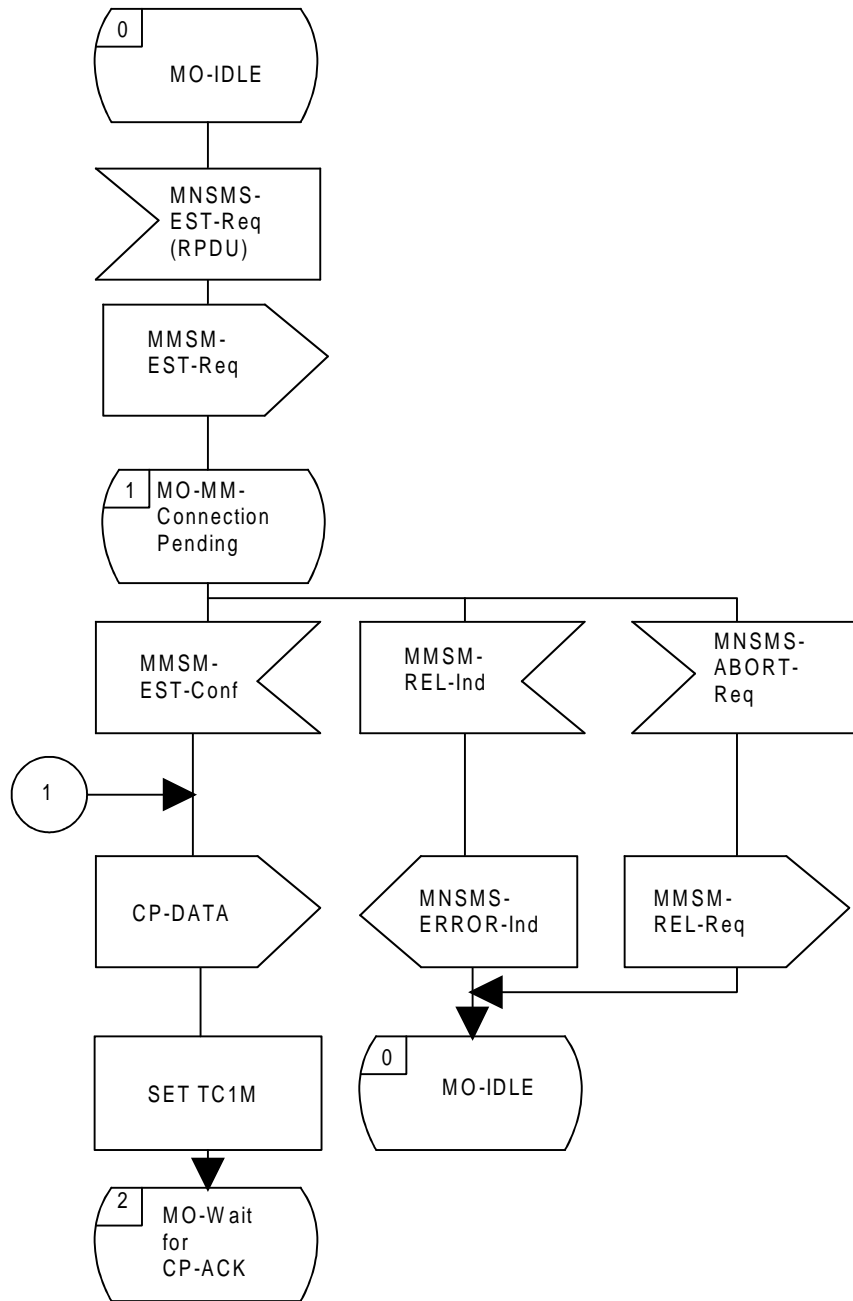 0
MO-IDLE
MNSMS-
EST-Req
(RPDU)
MMSM-
EST-Req
1
MO-MM-
Connection
Pending
MMSM-
EST-Conf
MMSM-
REL-Ind
MNSMS-
ABORT-
Req
1
CP-DATA
MNSMS-
ERROR-Ind
MMSM-
REL-Req
SET TC1M
0
MO-IDLE
2
MO-Wait
for
CP-ACK